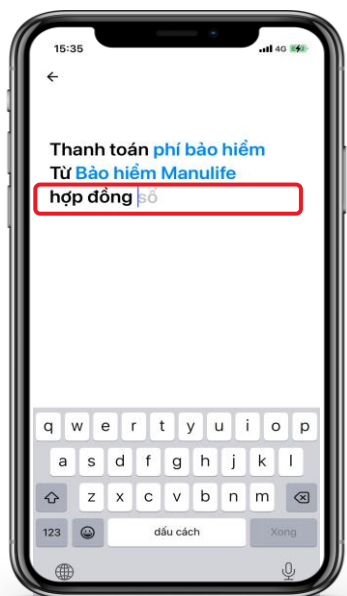 15:35
4G
Thanh toán phí bảo hiểm
Từ Bảo hiểm Manulife
hợp đồng số
q w e r t y u i o p
a s d f g h j k l
z x c v b n m
123 dấu cách Xong